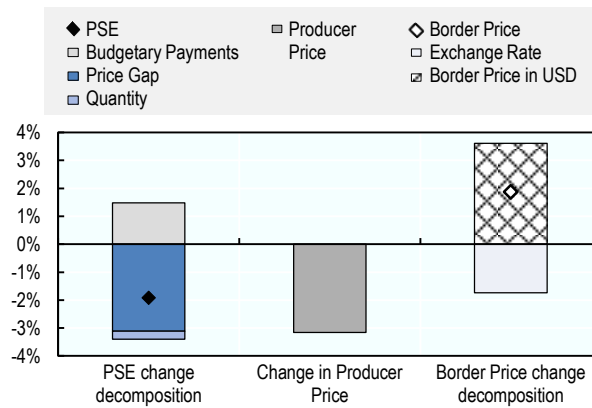 PSE
Budgetary Payments
Price Gap
Quantity
Producer
Price
Border Price
Exchange Rate
Border Price in USD
4%
3%
2%
1%
0%
-1%
-2%
-3%
-4%
PSE change
decomposition
Change in Producer
Price
Border Price change
decomposition